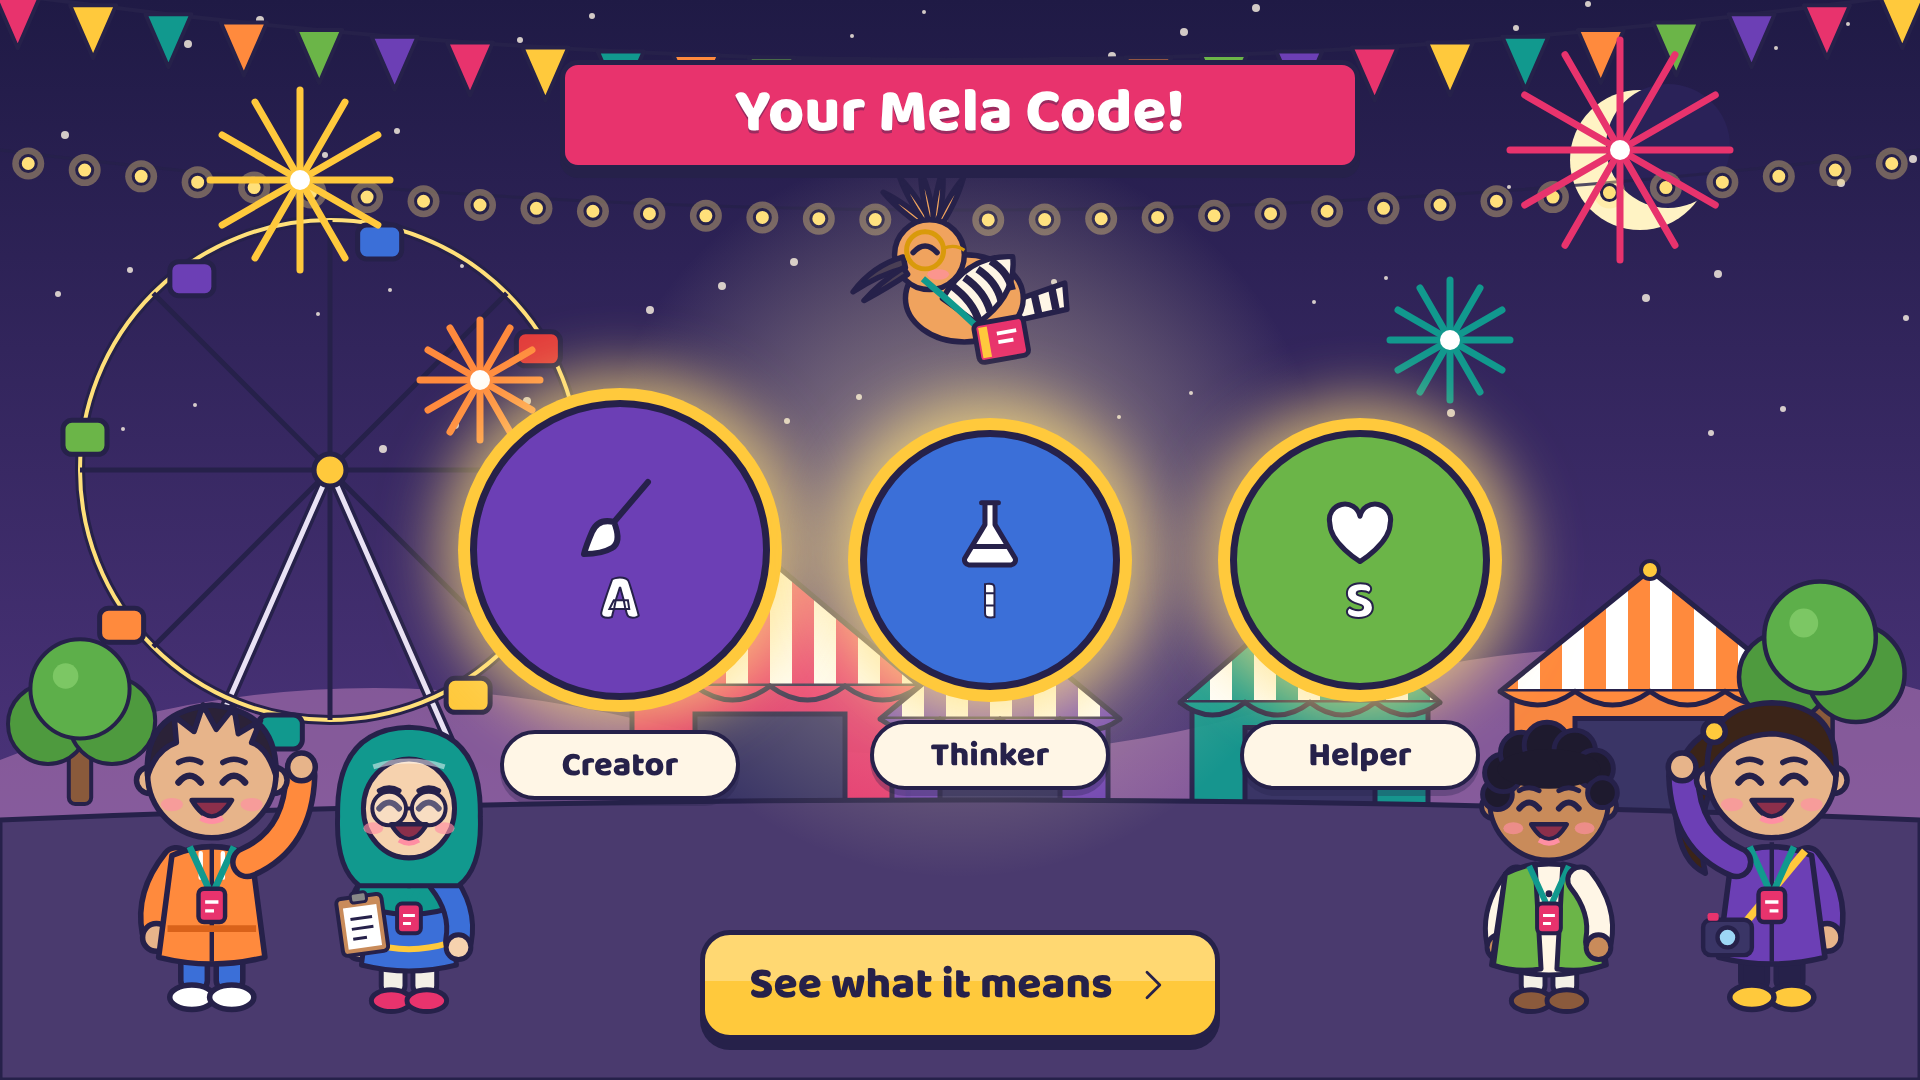 Your Mela Code!
A
I
S
Creator
Thinker
Helper
See what it means